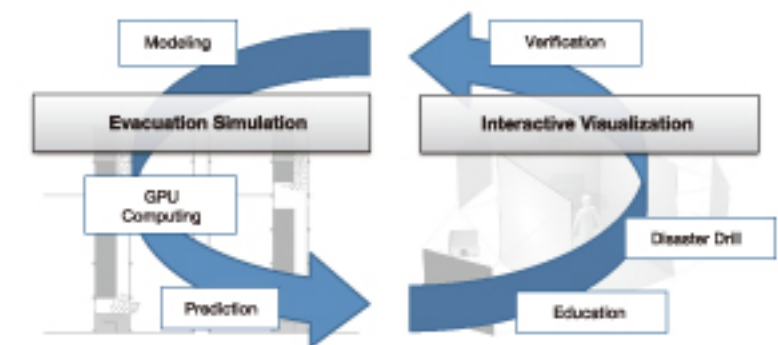 Modeling
Verification
Evacuation Simulation
Interactive Visualization
GPU
Computing
Disaster Drill
Prediction
Education